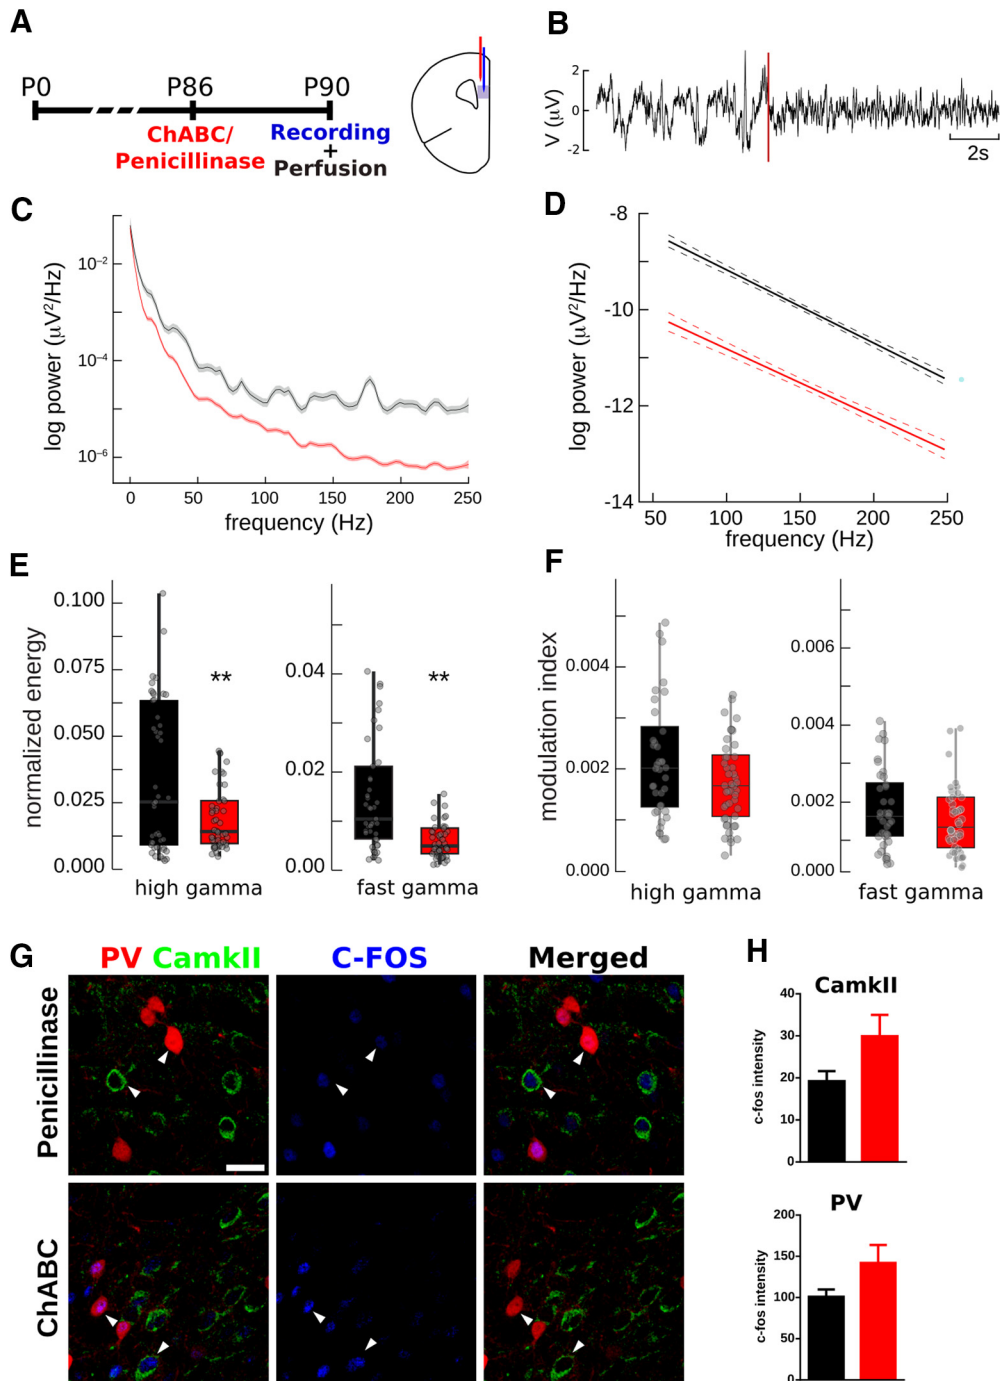 A
P0 P86 P90
ChABC/
Penicillinase
Recording
+
Perfusion
B
V (μV)
2
0
-2
2s
C
log power (μV²/Hz)
10⁻²
10⁻⁴
10⁻⁶
0 50 100 150 200 250
frequency (Hz)
D
log power (μV²/Hz)
-8
-10
-12
-14
50 100 150 200 250
frequency (Hz)
E
normalized energy
0.100
0.075
0.050
0.025
0.000
**
high gamma
0.04
0.02
0.00
**
fast gamma
F
modulation index
0.004
0.002
0.000
high gamma
0.006
0.004
0.002
0.000
fast gamma
G
PV CamkII C-FOS Merged
Penicillinase
ChABC
H
CamkII
c-fos intensity
40
30
20
10
0
PV
c-fos intensity
200
150
100
50
0